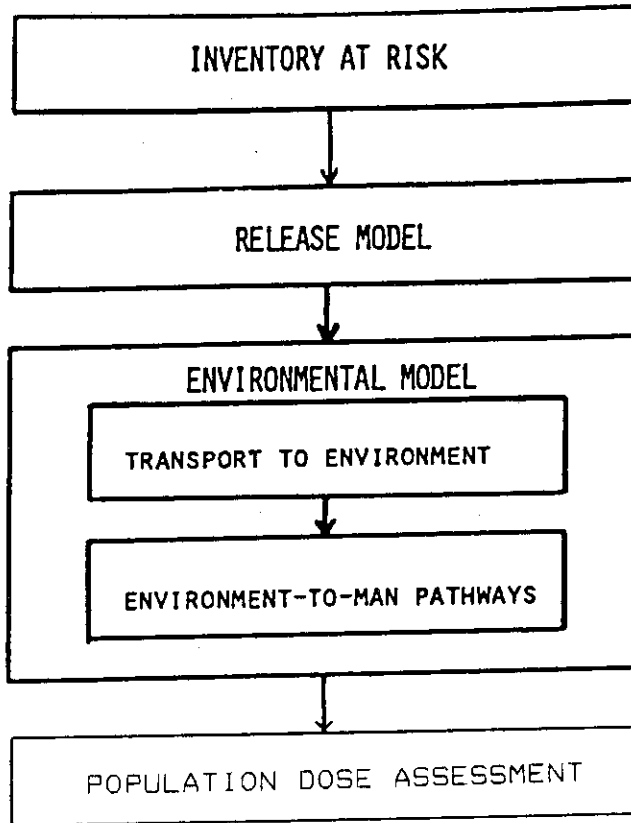 INVENTORY AT RISK
RELEASE MODEL
ENVIRONMENTAL MODEL
TRANSPORT TO ENVIRONMENT
ENVIRONMENT-TO-MAN PATHWAYS
POPULATION DOSE ASSESSMENT